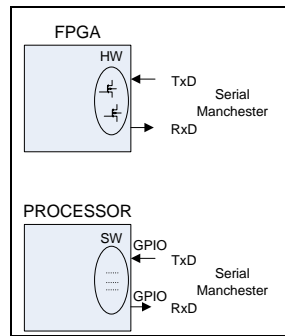 FPGA
HW
TxD
Serial
Manchester
RxD
PROCESSOR
SW
GPIO
TxD
Serial
Manchester
GPIO
RxD